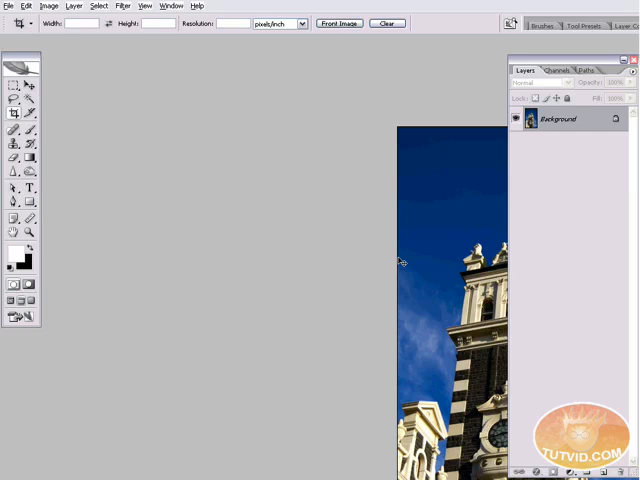 File Edit Image Layer Select Filter View Window Help
Width: Height: Resolution: pixels/inch Front Image Clear Brushes Tool Presets Layer Co
Layers Channels Paths
Normal Opacity: 100%
Lock: Fill: 100%
Background
T
TUTVID.COM